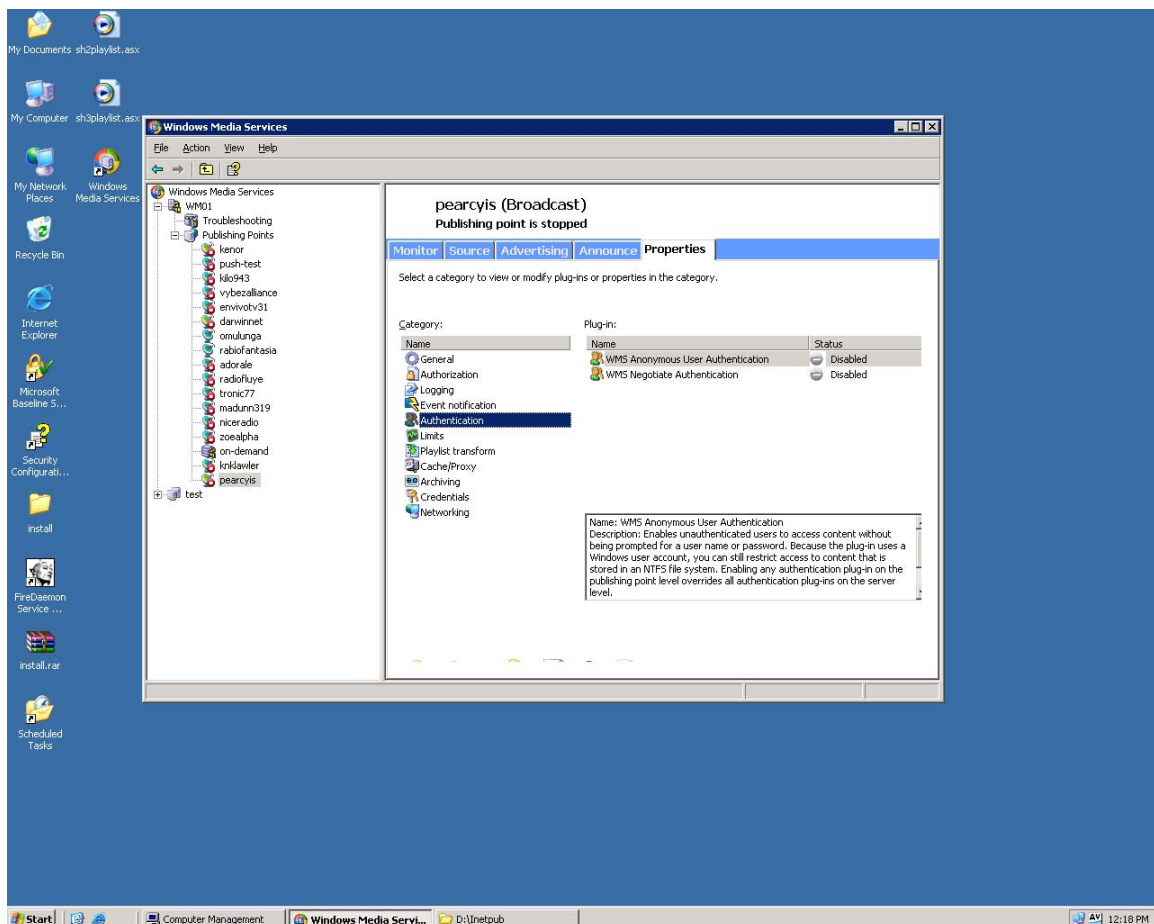 My Documents
sh2playlist.asx
My Computer
sh3playlist.asx
My Network
Places
Windows
Media Services
Recycle Bin
Internet
Explorer
Microsoft
Baseline S...
Security
Configurati...
install
FireDaemon
Service ...
install.rar
Scheduled
Tasks
Windows Media Services
File Action View Help
Windows Media Services
WM01
Troubleshooting
Publishing Points
kenor
push-test
kilo943
vybezalliance
envivotv31
darwinnet
omulunga
rabiofantasia
adorale
radiofluye
tronic77
madunn319
niceradio
zoealpha
on-demand
knklawler
pearcyis
test
pearcyis (Broadcast)
Publishing point is stopped
Monitor Source Advertising Announce Properties
Select a category to view or modify plug-ins or properties in the category.
Category:
Name
General
Authorization
Logging
Event notification
Authentication
Limits
Playlist transform
Cache/Proxy
Archiving
Credentials
Networking
Plug-in:
Name Status
WMS Anonymous User Authentication Disabled
WMS Negotiate Authentication Disabled
Name: WMS Anonymous User Authentication
Description: Enables unauthenticated users to access content without
being prompted for a user name or password. Because the plug-in uses a
Windows user account, you can still restrict access to content that is
stored in an NTFS file system. Enabling any authentication plug-in on the
publishing point level overrides all authentication plug-ins on the server
level.
Start Computer Management Windows Media Servi... D:\Inetpub AV 12:18 PM